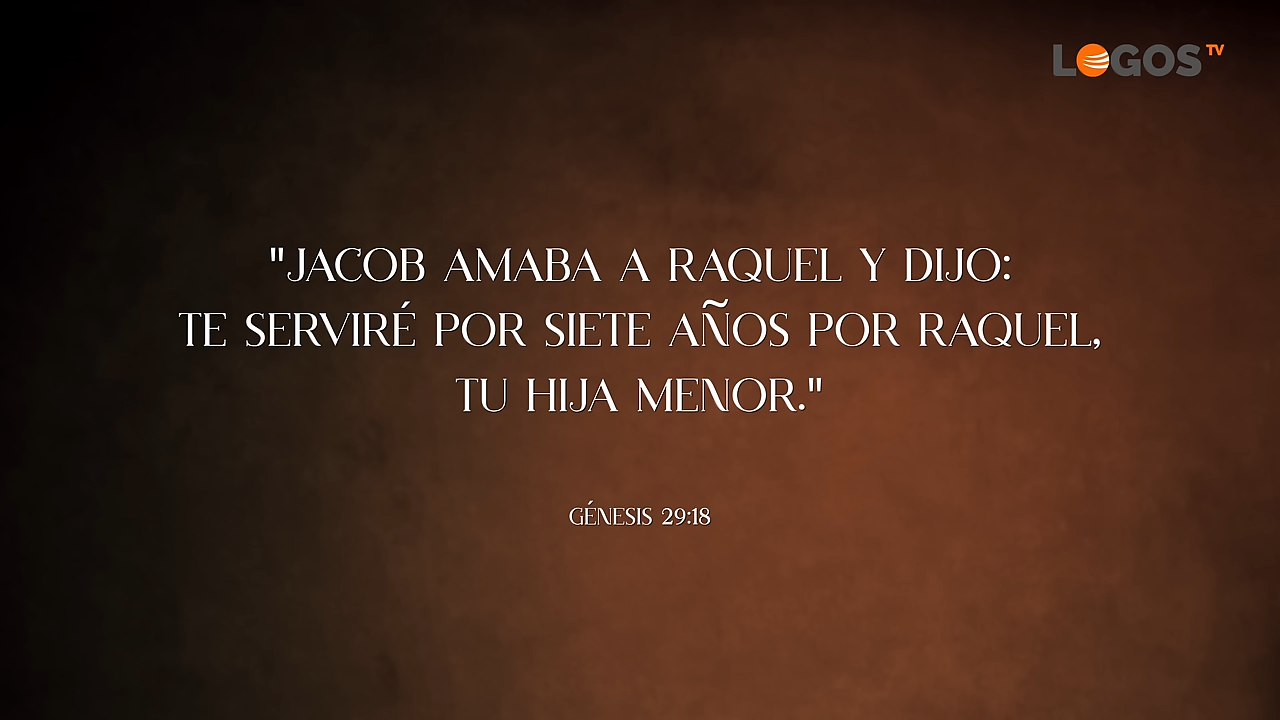 LOGOS TV
"JACOB AMABA A RAQUEL Y DIJO:
TE SERVIRÉ POR SIETE AÑOS POR RAQUEL,
TU HIJA MENOR."
GÉNESIS 29:18